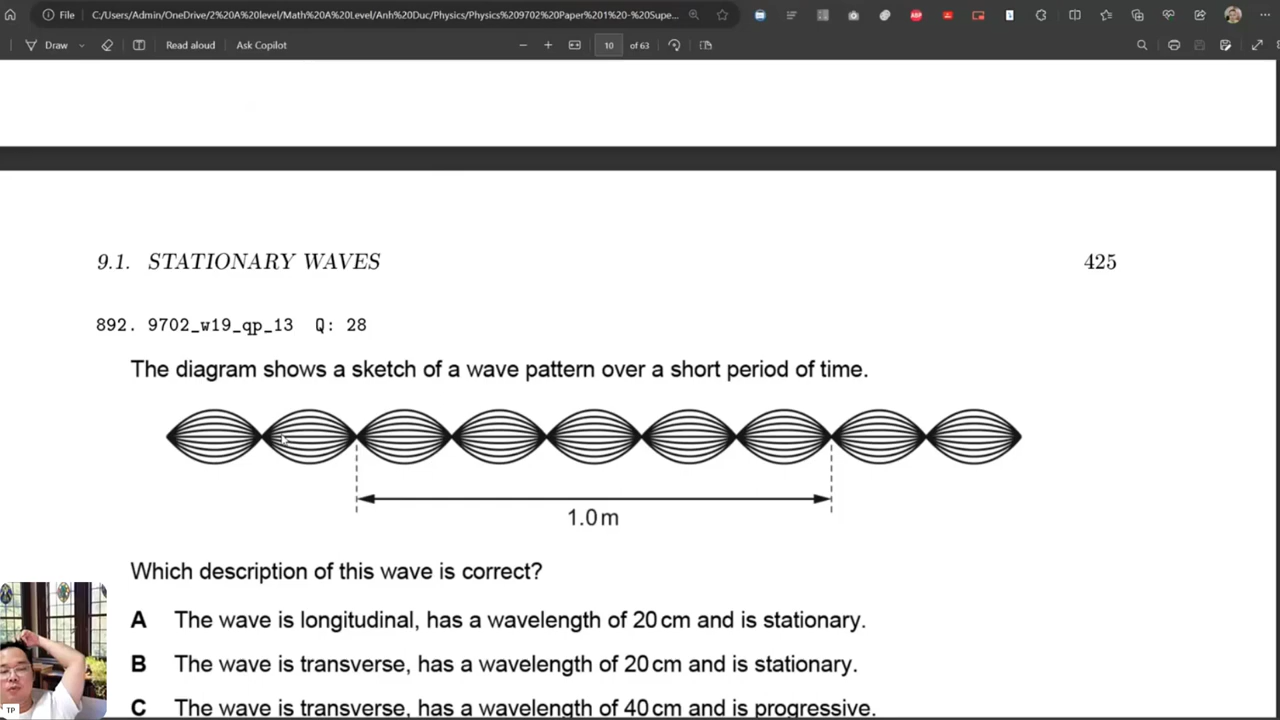 File
C:/Users/Admin/OneDrive/2%20A%20level/Math%20A%20Level/Anh%20Duc/Physics/Physics%209702%20Paper%201%20-%20Supe...
Draw
Read aloud
Ask Copilot
10 of 63
ABP
9.1. STATIONARY WAVES 425
892. 9702_w19_qp_13 Q: 28
The diagram shows a sketch of a wave pattern over a short period of time.
1.0 m
Which description of this wave is correct?
A The wave is longitudinal, has a wavelength of 20 cm and is stationary.
B The wave is transverse, has a wavelength of 20 cm and is stationary.
C The wave is transverse, has a wavelength of 40 cm and is progressive.
TP